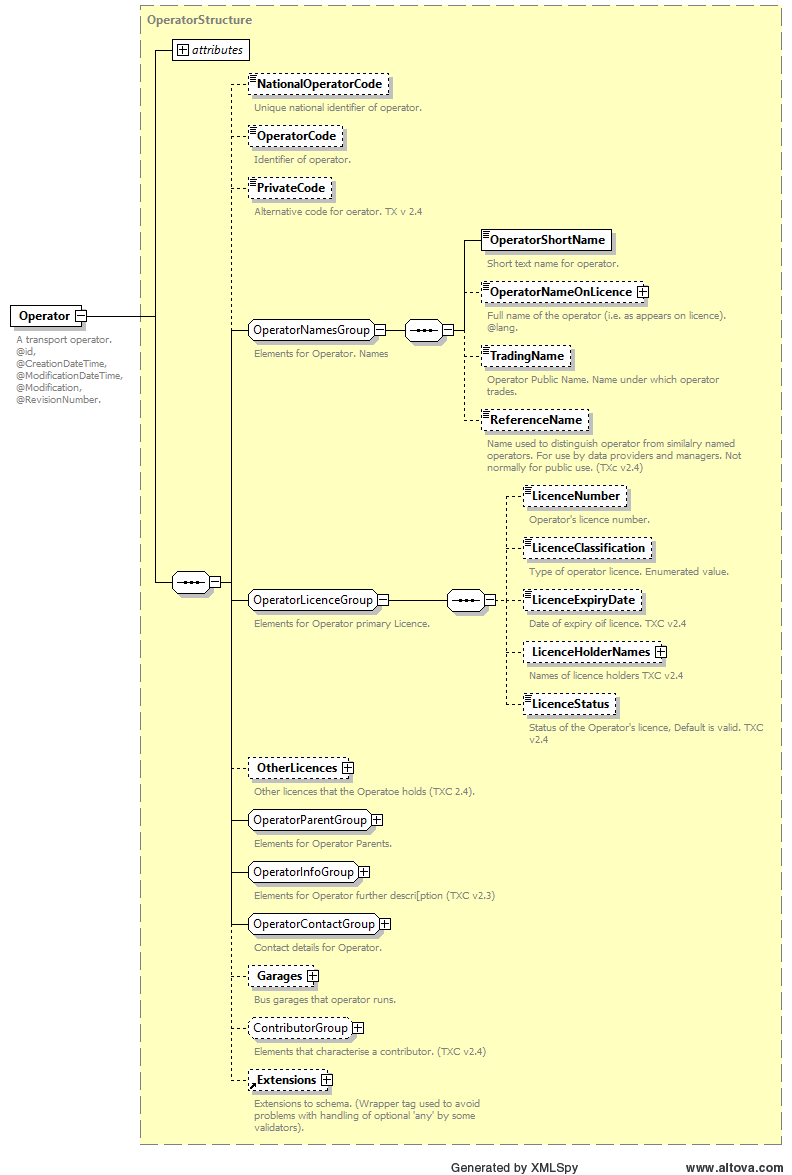 OperatorStructure
attributes
NationalOperatorCode
Unique national identifier of operator.
OperatorCode
Identifier of operator.
PrivateCode
Alternative code for oerator. TX v 2.4
OperatorShortName
Short text name for operator.
OperatorNameOnLicence
Full name of the operator (i.e. as appears on licence).
@lang.
Operator
A transport operator.
@id,
@CreationDateTime,
@ModificationDateTime,
@Modification,
@RevisionNumber.
OperatorNamesGroup
Elements for Operator. Names
TradingName
Operator Public Name. Name under which operator
trades.
ReferenceName
Name used to distinguish operator from similalry named
operators. For use by data providers and managers. Not
normally for public use. (TXc v2.4)
LicenceNumber
Operator's licence number.
LicenceClassification
Type of operator licence. Enumerated value.
OperatorLicenceGroup
Elements for Operator primary Licence.
LicenceExpiryDate
Date of expiry oif licence. TXC v2.4
LicenceHolderNames
Names of licence holders TXC v2.4
LicenceStatus
Status of the Operator's licence, Default is valid. TXC
v2.4
OtherLicences
Other licences that the Operatoe holds (TXC 2.4).
OperatorParentGroup
Elements for Operator Parents.
OperatorInfoGroup
Elements for Operator further descri[ption (TXC v2.3)
OperatorContactGroup
Contact details for Operator.
Garages
Bus garages that operator runs.
ContributorGroup
Elements that characterise a contributor. (TXC v2.4)
Extensions
Extensions to schema. (Wrapper tag used to avoid
problems with handling of optional 'any' by some
validators).
Generated by XMLSpy
www.altova.com